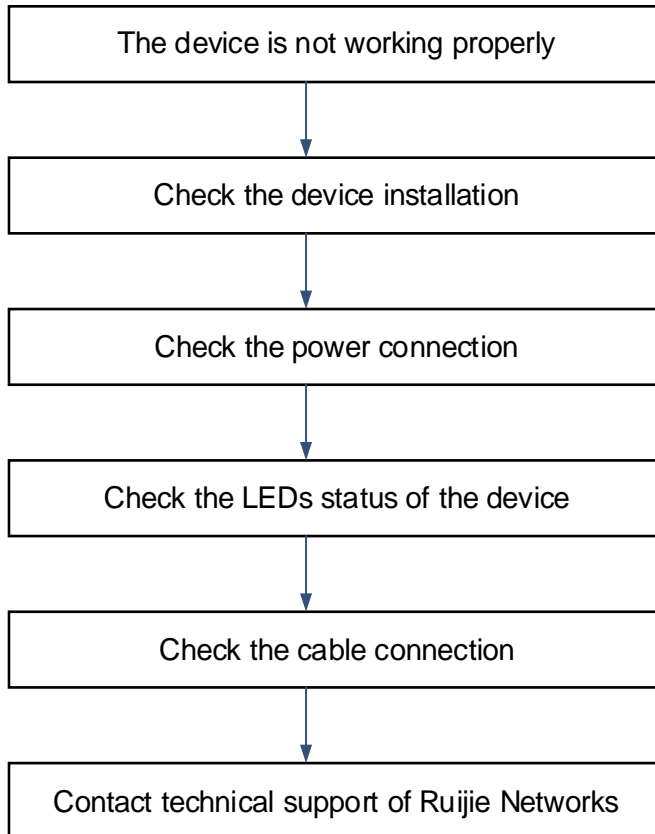 The device is not working properly
Check the device installation
Check the power connection
Check the LEDs status of the device
Check the cable connection
Contact technical support of Ruijie Networks